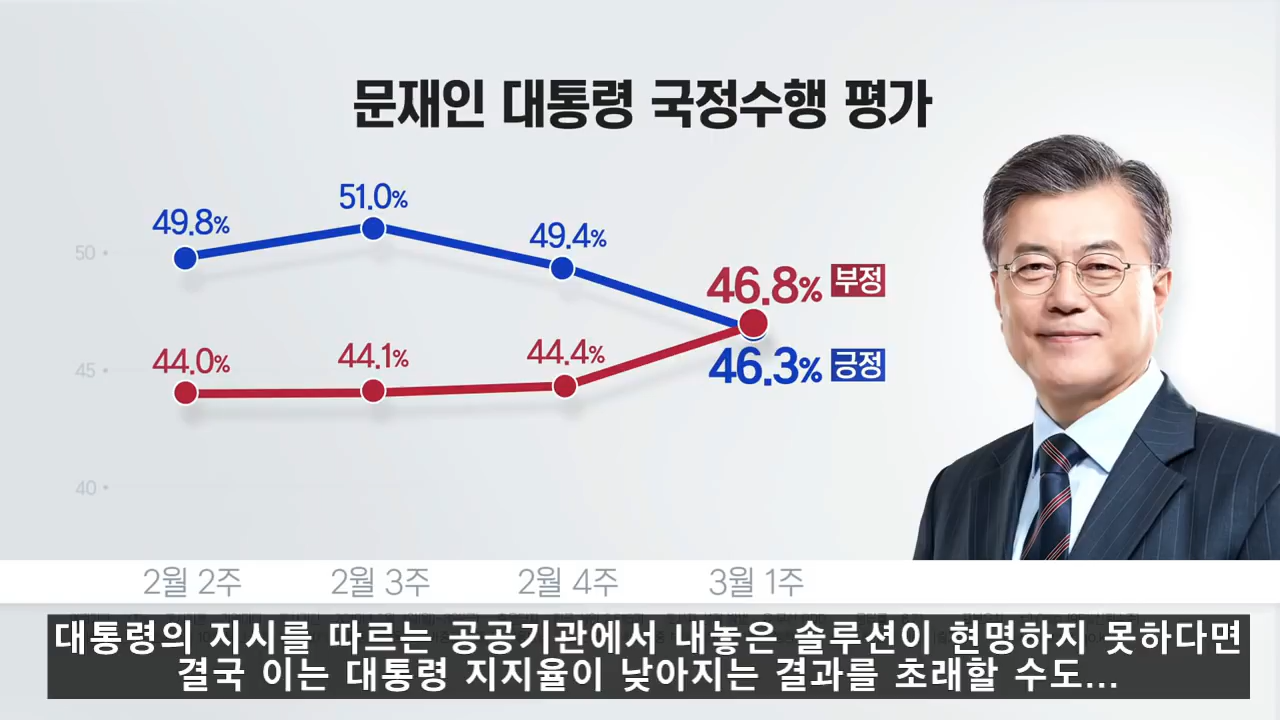 문재인 대통령 국정수행 평가
49.8%
51.0%
49.4%
46.8% 부정
44.0%
44.1%
44.4%
46.3% 긍정
50
45
40
2월 2주
2월 3주
2월 4주
3월 1주
대통령의 지시를 따르는 공공기관에서 내놓은 솔루션이 현명하지 못하다면
결국 이는 대통령 지지율이 낮아지는 결과를 초래할 수도...